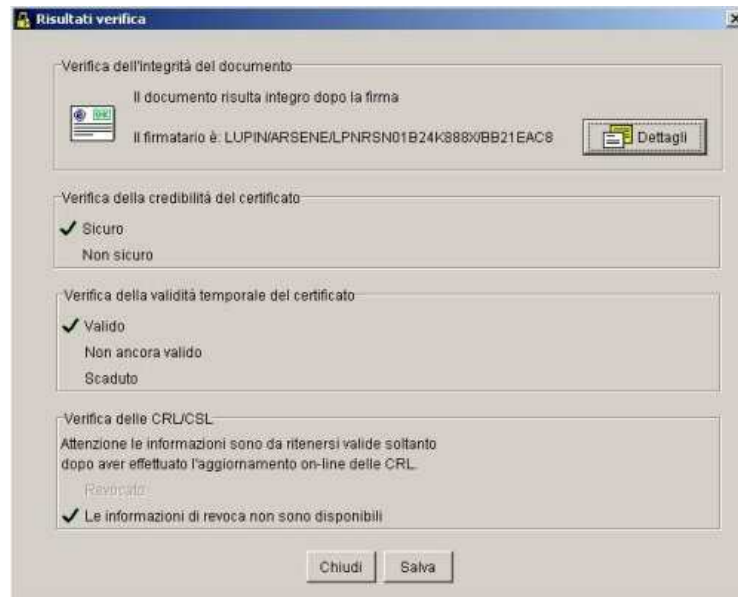 Risultati verifica
Verifica dell'integrità del documento
Il documento risulta integro dopo la firma
Il firmatario è: LUPIN/ARSENE/LPNRSN01B24K888X/BB21EAC8
Dettagli
Verifica della credibilità del certificato
Sicuro
Non sicuro
Verifica della validità temporale del certificato
Valido
Non ancora valido
Scaduto
Verifica delle CRL/CSL
Attenzione le informazioni sono da ritenersi valide soltanto
dopo aver effettuato l'aggiornamento on-line delle CRL.
Revocato
Le informazioni di revoca non sono disponibili
Chiudi Salva